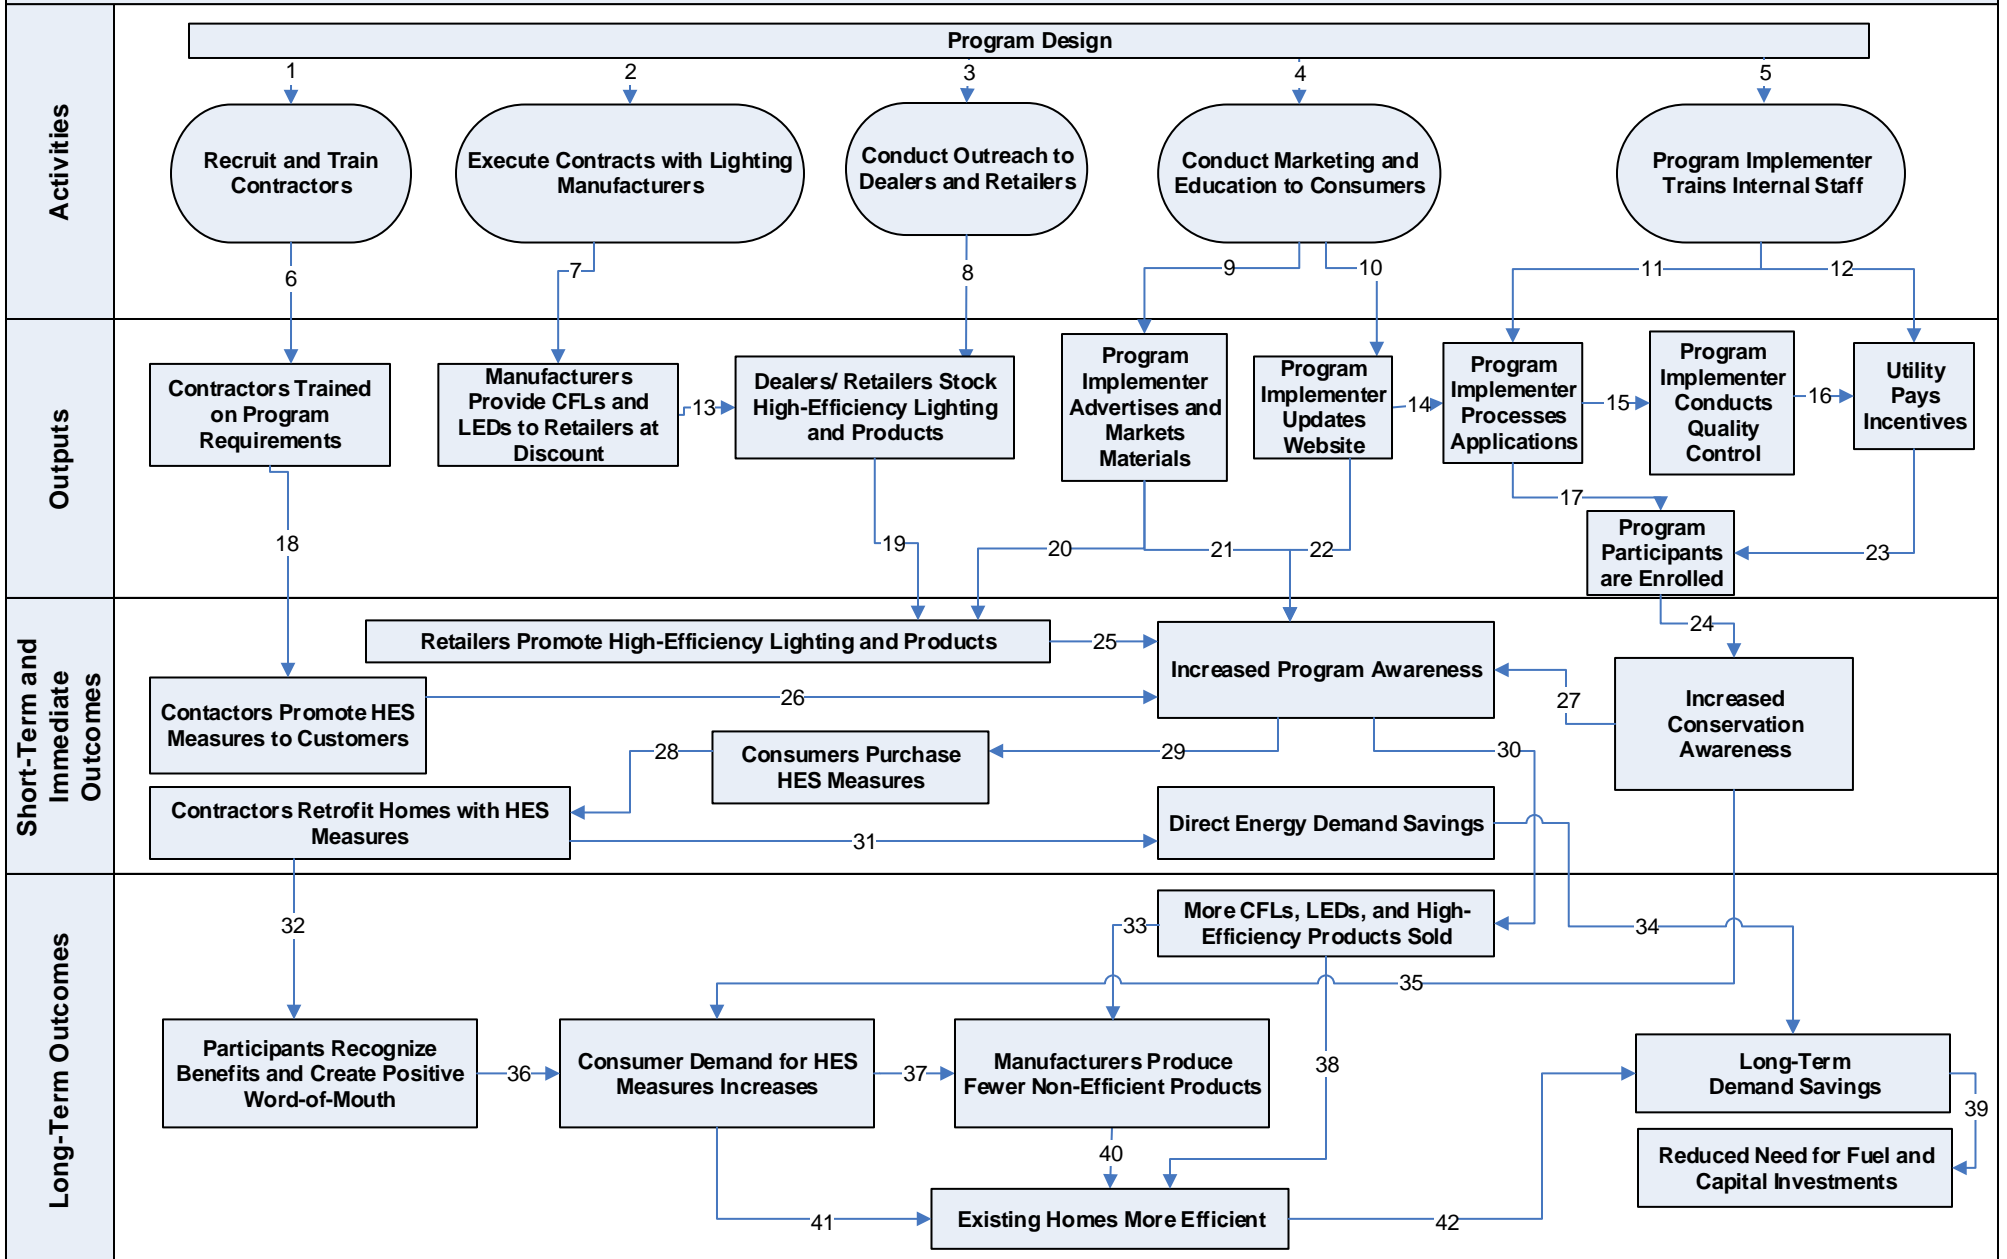 Program Design
1
2
3
4
5
Activities
Recruit and Train
Contractors
Execute Contracts with Lighting
Manufacturers
Conduct Outreach to
Dealers and Retailers
Conduct Marketing and
Education to Consumers
Program Implementer
Trains Internal Staff
6
7
8
9
10
11
12
Outputs
Contractors Trained
on Program
Requirements
Manufacturers
Provide CFLs and
LEDs to Retailers at
Discount
13
Dealers/ Retailers Stock
High-Efficiency Lighting
and Products
Program
Implementer
Advertises and
Markets
Materials
Program
Implementer
Updates
Website
14
Program
Implementer
Processes
Applications
15
Program
Implementer
Conducts
Quality
Control
16
Utility
Pays
Incentives
17
Program
Participants
are Enrolled
18
19
20
21
22
23
Short-Term and
Immediate
Outcomes
24
Retailers Promote High-Efficiency Lighting and Products
25
Increased Program Awareness
Contactors Promote HES
Measures to Customers
26
27
Increased
Conservation
Awareness
28
Consumers Purchase
HES Measures
29
30
Contractors Retrofit Homes with HES
Measures
31
Direct Energy Demand Savings
Long-Term Outcomes
32
33
More CFLs, LEDs, and High-
Efficiency Products Sold
34
35
Participants Recognize
Benefits and Create Positive
Word-of-Mouth
36
Consumer Demand for HES
Measures Increases
37
Manufacturers Produce
Fewer Non-Efficient Products
38
Long-Term
Demand Savings
39
Reduced Need for Fuel and
Capital Investments
40
41
Existing Homes More Efficient
42